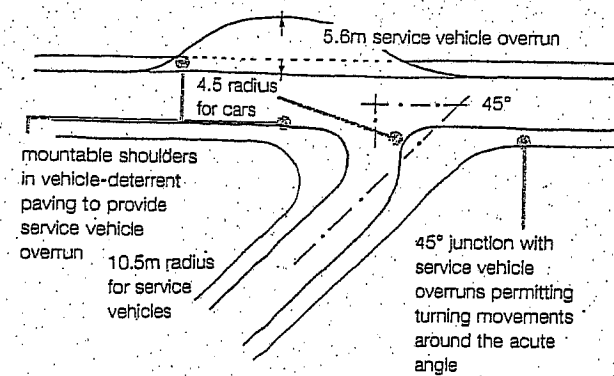 5.6m service vehicle overrun
4.5 radius
for cars
45°
mountable shoulders
in vehicle-deterrent
paving to provide
service vehicle
overrun
10.5m radius
for service
vehicles
45° junction with
service vehicle
overruns permitting
turning movements
around the acute
angle